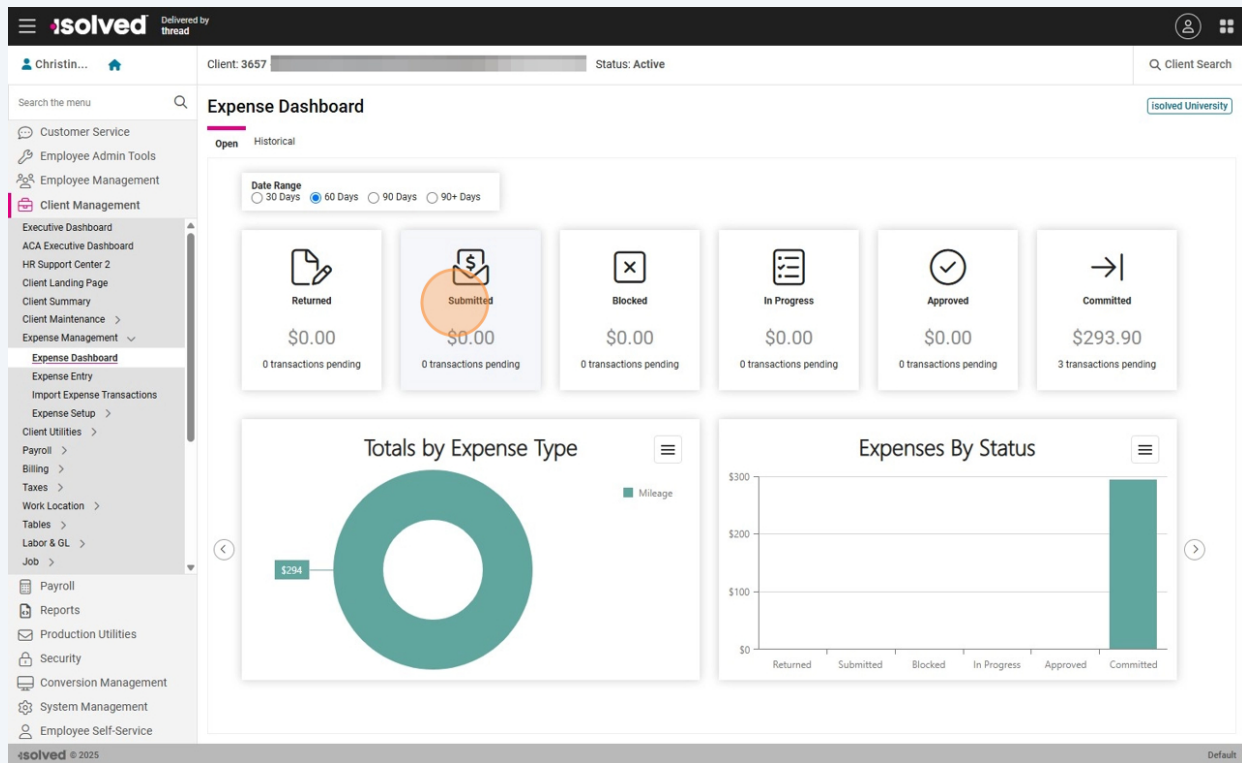 isolved Delivered by
thread
Christin...
Client: 3657 Status: Active
Client Search
Search the menu
Customer Service
Employee Admin Tools
Employee Management
Client Management
Executive Dashboard
ACA Executive Dashboard
HR Support Center 2
Client Landing Page
Client Summary
Client Maintenance
Expense Management
Expense Dashboard
Expense Entry
Import Expense Transactions
Expense Setup
Client Utilities
Payroll
Billing
Taxes
Work Location
Tables
Labor & GL
Job
Payroll
Reports
Production Utilities
Security
Conversion Management
System Management
Employee Self-Service
Expense Dashboard
isolved University
Open Historical
Date Range
30 Days 60 Days 90 Days 90+ Days
Returned
$0.00
0 transactions pending
Submitted
$0.00
0 transactions pending
Blocked
$0.00
0 transactions pending
In Progress
$0.00
0 transactions pending
Approved
$0.00
0 transactions pending
Committed
$293.90
3 transactions pending
Totals by Expense Type
Mileage
$294
Expenses By Status
$300
$200
$100
$0
Returned Submitted Blocked In Progress Approved Committed
isolved © 2025
Default